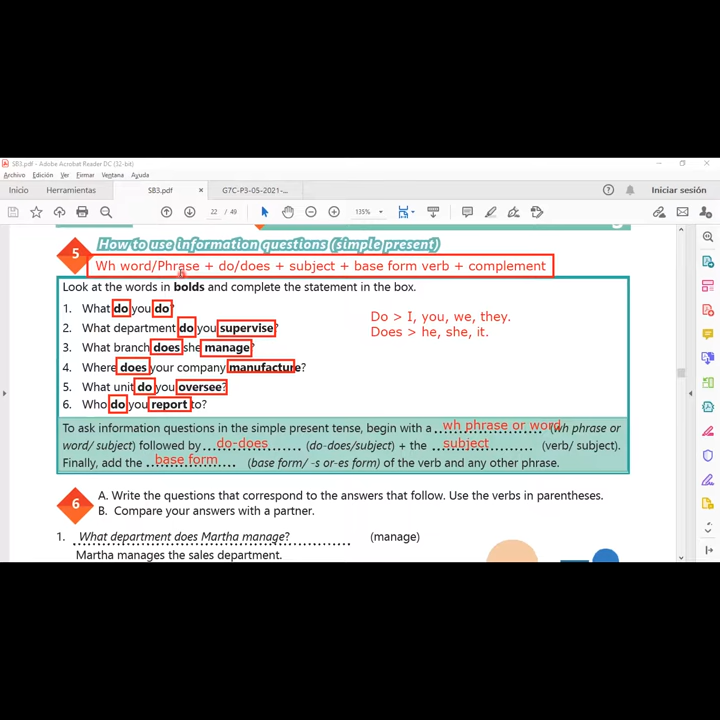 SB3.pdf - Adobe Acrobat Reader DC (32-bit)
Archivo Edición Ver Firmar Ventana Ayuda
Inicio Herramientas SB3.pdf × G7C-P3-05-2021-... Iniciar sesión
22 / 49 135%
5 How to use information questions (simple present)
Wh word/Phrase + do/does + subject + base form verb + complement
Look at the words in bolds and complete the statement in the box.
1. What do you do?
Do > I, you, we, they.
2. What department do you supervise?
Does > he, she, it.
3. What branch does she manage?
4. Where does your company manufacture?
5. What unit do you oversee?
6. Who do you report to?
To ask information questions in the simple present tense, begin with a wh phrase or word (wh phrase or
word/ subject) followed by do-does (do-does/subject) + the subject (verb/ subject).
Finally, add the base form (base form/ -s or-es form) of the verb and any other phrase.
6 A. Write the questions that correspond to the answers that follow. Use the verbs in parentheses.
B. Compare your answers with a partner.
1. What department does Martha manage? (manage)
Martha manages the sales department.